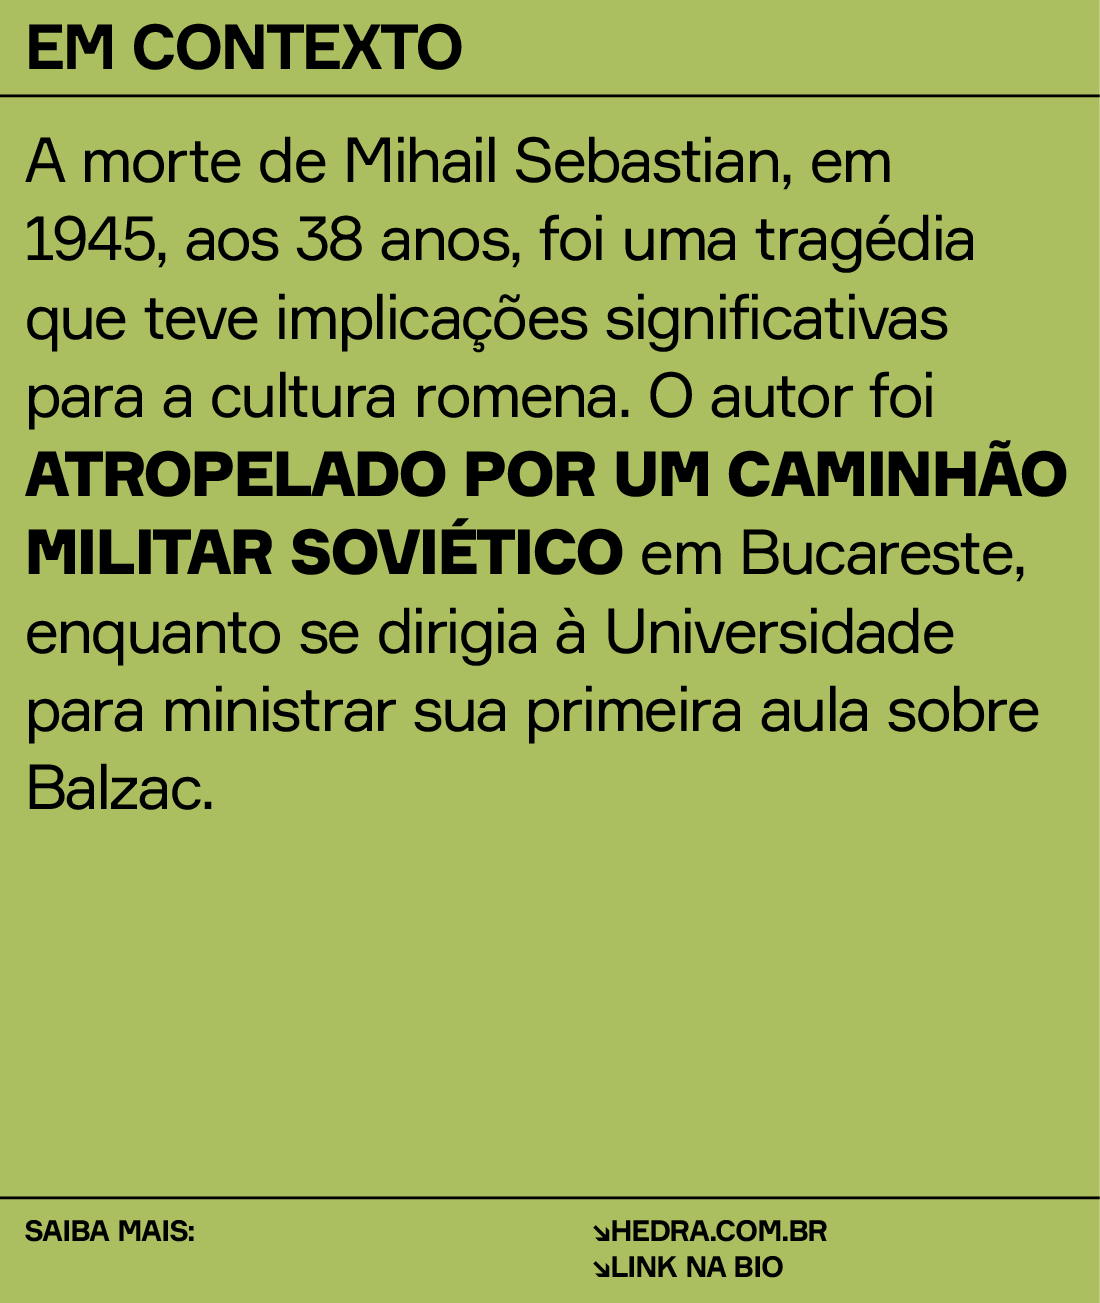 EM CONTEXTO
A morte de Mihail Sebastian, em
1945, aos 38 anos, foi uma tragédia
que teve implicações significativas
para a cultura romena. O autor foi
ATROPELADO POR UM CAMINHÃO
MILITAR SOVIÉTICO em Bucareste,
enquanto se dirigia à Universidade
para ministrar sua primeira aula sobre
Balzac.
SAIBA MAIS:
↘HEDRA.COM.BR
↘LINK NA BIO